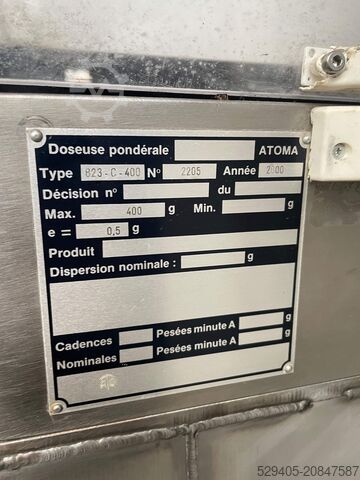 Doseuse pondérale ATOMA
Type 823-C-400 N° 2205 Année 2000
Décision n° du
Max. 400 g Min. g
e = 0,5 g
Produit
Dispersion nominale : g
Cadences Pesées minute A g
Nominales Pesées minute A g
529405-20847587